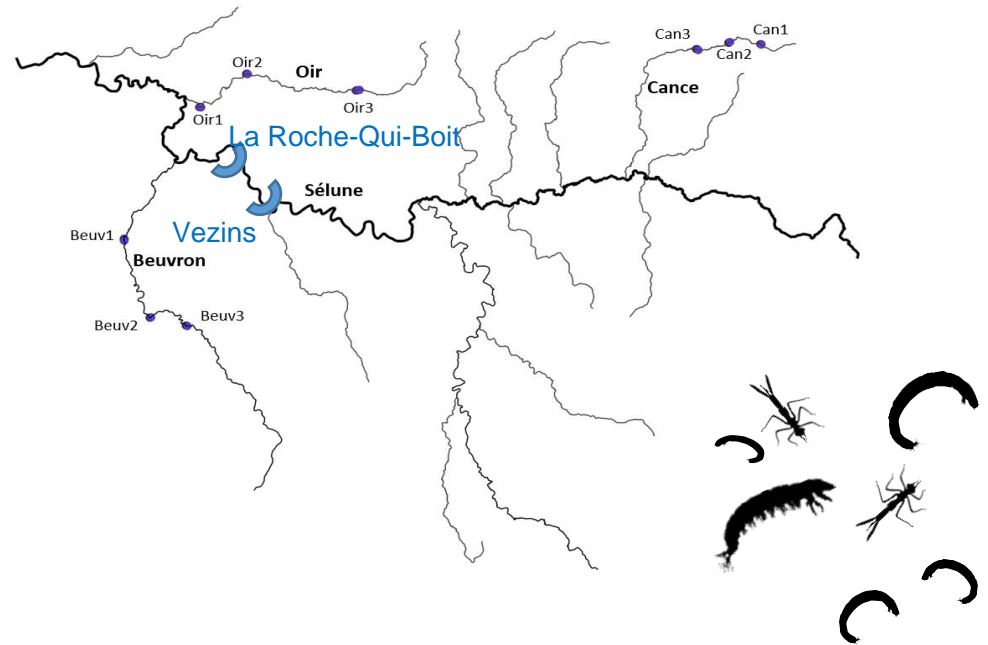 Can1
Can3
Can2
Oir2
Oir
Cance
Oir3
Oir1
La Roche-Qui-Boit
Sélune
Vezins
Beuv1
Beuvron
Beuv3
Beuv2